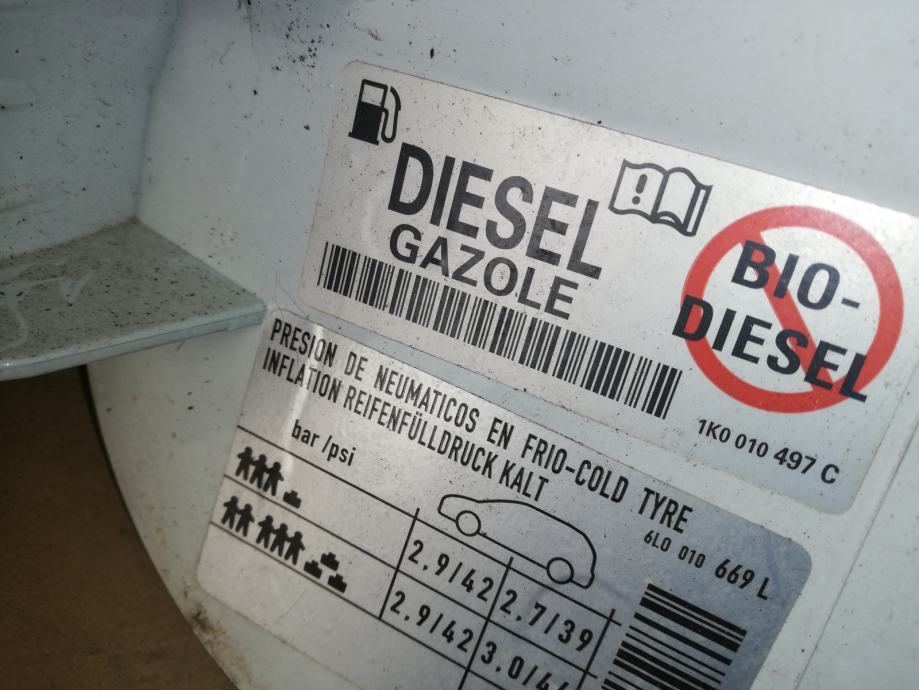 DIESEL
GAZOLE
BIO-
DIESEL
1K0 010 497 C
PRESION DE NEUMATICOS EN FRIO-COLD TYRE
INFLATION REIFENFÜLLDRUCK KALT
6L0 010 669 L
bar/psi
2.9/42 2.7/39
2.9/42